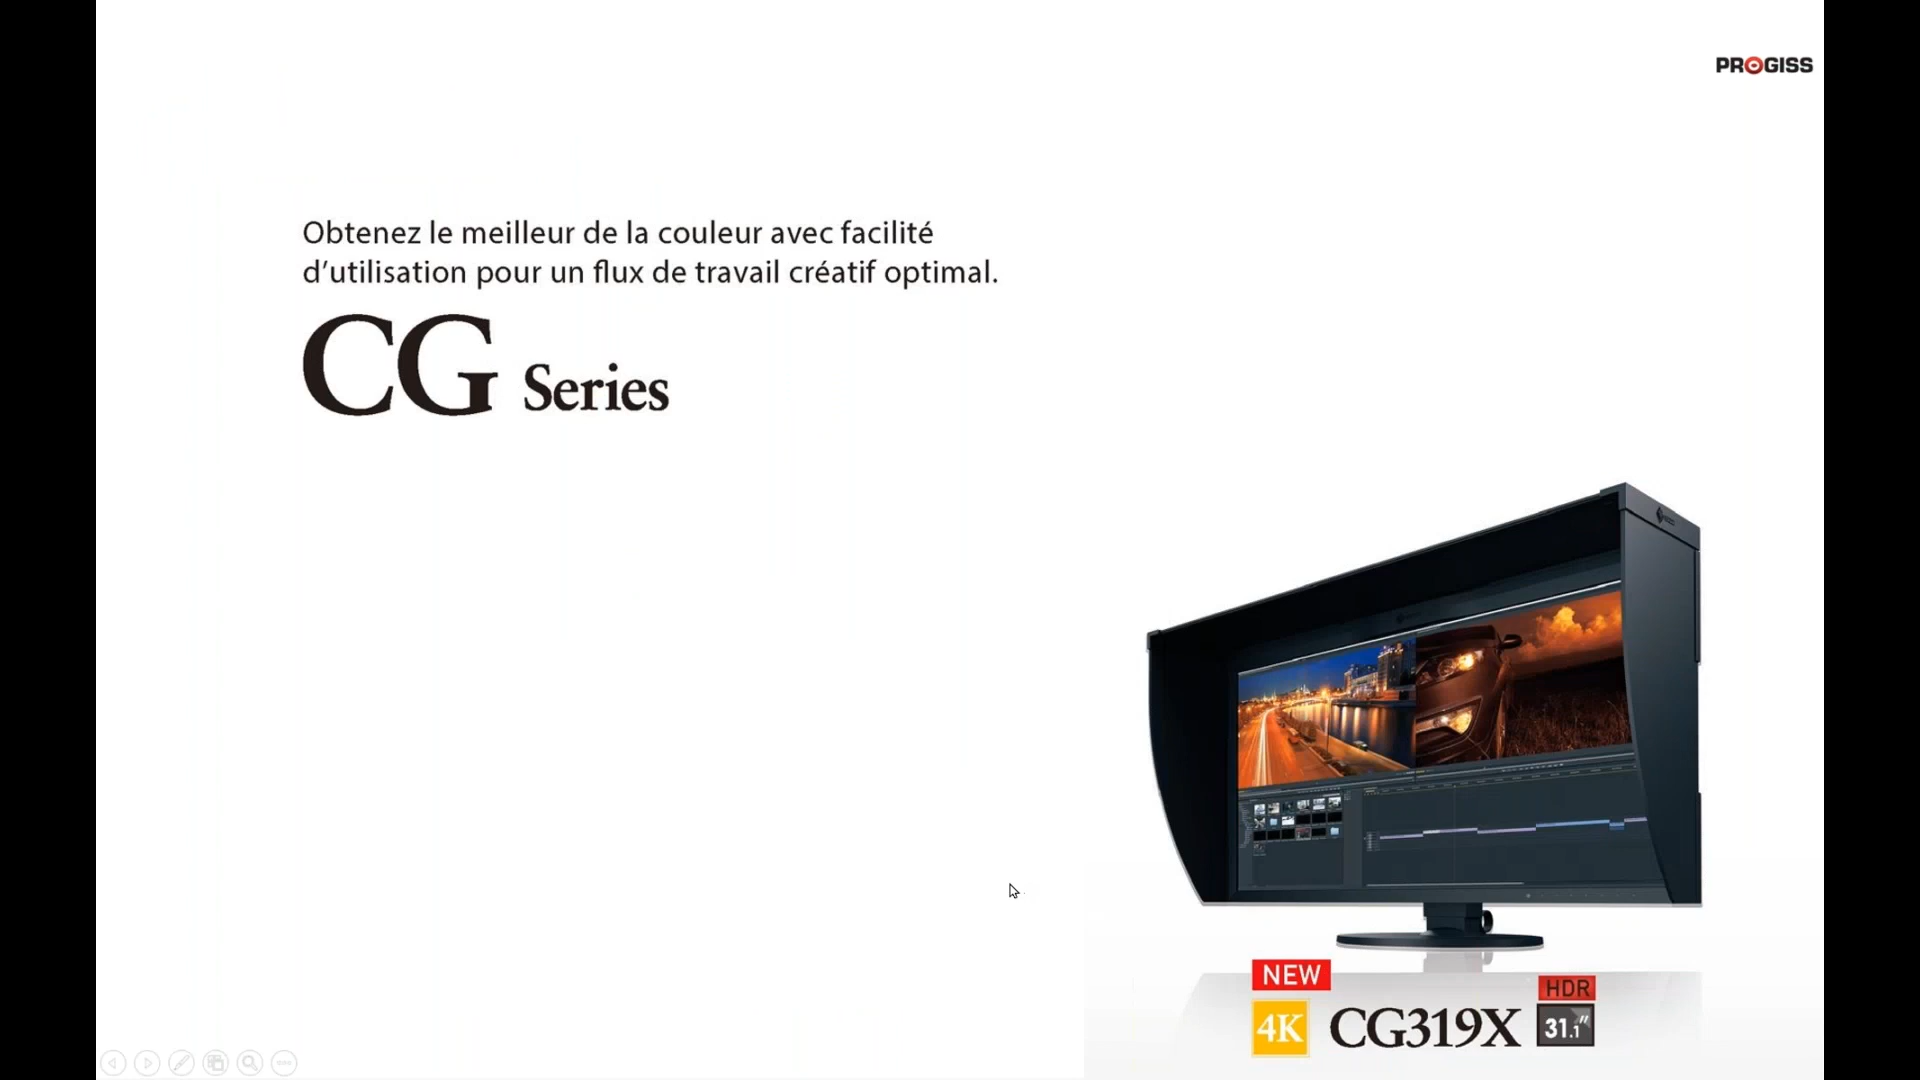 PROGISS
Obtenez le meilleur de la couleur avec facilité
d’utilisation pour un flux de travail créatif optimal.
CG Series
NEW
HDR
4K CG319X 31.1”